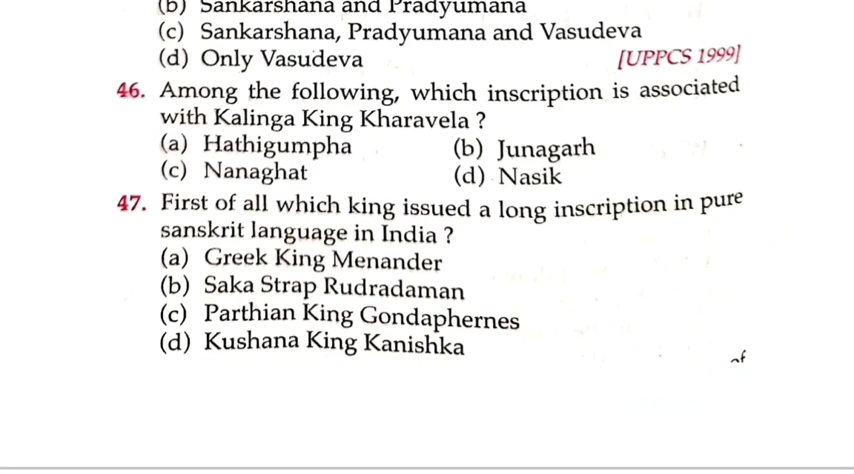 (b) Sankarshana and Pradyumana
(c) Sankarshana, Pradyumana and Vasudeva
(d) Only Vasudeva [UPPCS 1999]
46. Among the following, which inscription is associated
with Kalinga King Kharavela ?
(a) Hathigumpha (b) Junagarh
(c) Nanaghat (d) Nasik
47. First of all which king issued a long inscription in pure
sanskrit language in India ?
(a) Greek King Menander
(b) Saka Strap Rudradaman
(c) Parthian King Gondaphernes
(d) Kushana King Kanishka
of